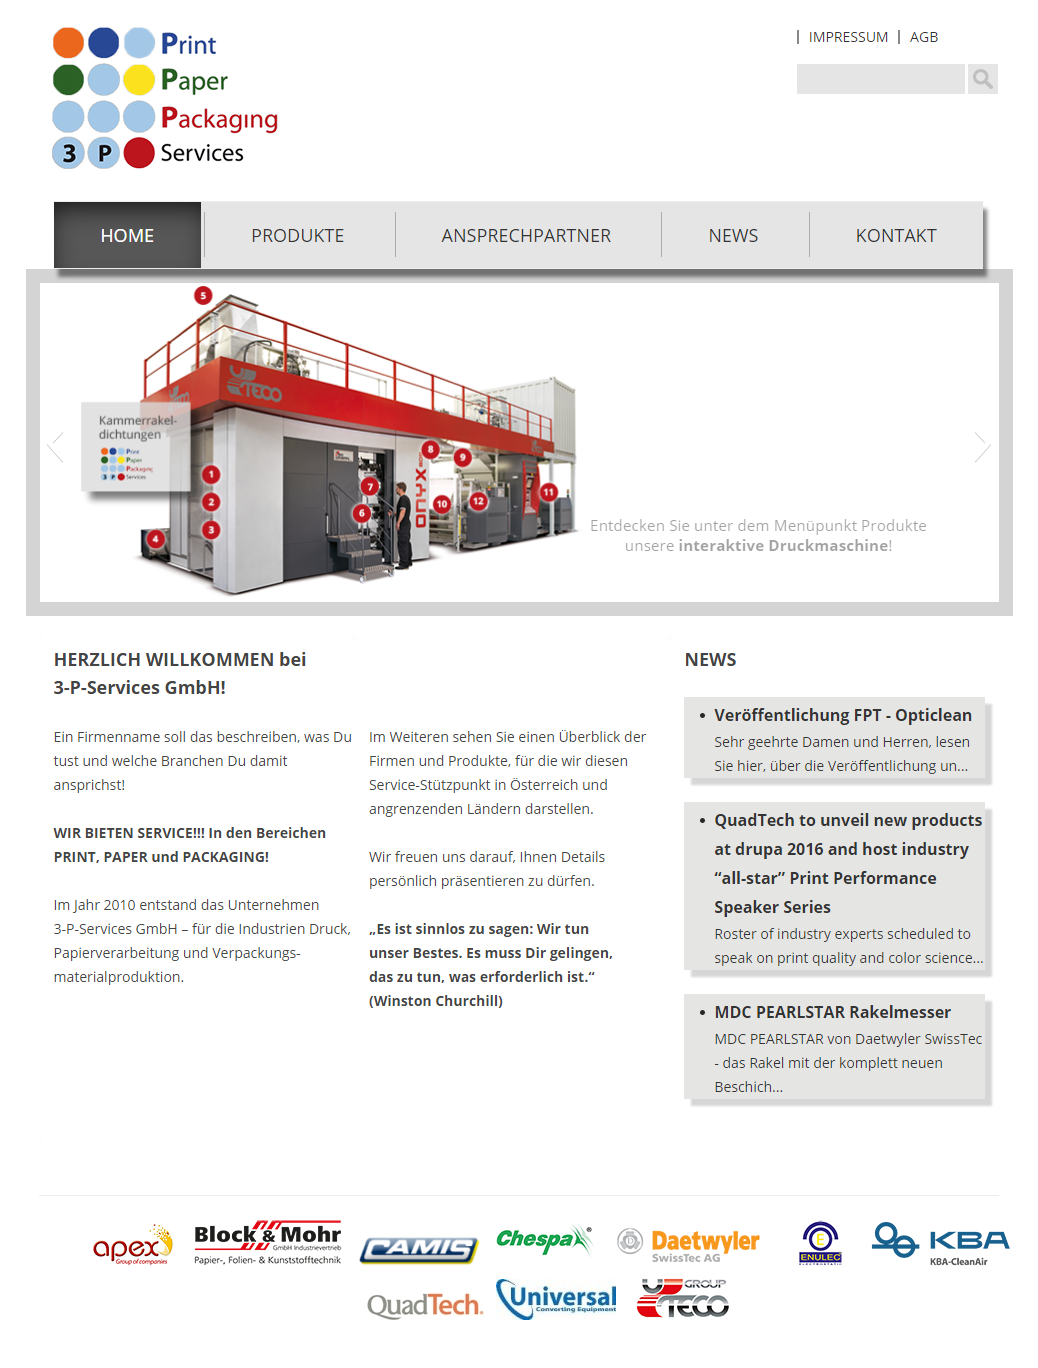 Print
Paper
Packaging
3 P Services
| IMPRESSUM | AGB
HOME
PRODUKTE
ANSPRECHPARTNER
NEWS
KONTAKT
5
UP TECO
Kammerrakel-
dichtungen
Print
Paper
Packaging
3 P Services
1
2
3
4
6
7
8
9
10
11
12
ONYX
Entdecken Sie unter dem Menüpunkt Produkte
unsere interaktive Druckmaschine!
HERZLICH WILLKOMMEN bei
3-P-Services GmbH!
Ein Firmenname soll das beschreiben, was Du
tust und welche Branchen Du damit
ansprichst!
WIR BIETEN SERVICE!!! In den Bereichen
PRINT, PAPER und PACKAGING!
Im Jahr 2010 entstand das Unternehmen
3-P-Services GmbH – für die Industrien Druck,
Papierverarbeitung und Verpackungs-
materialproduktion.
Im Weiteren sehen Sie einen Überblick der
Firmen und Produkte, für die wir diesen
Service-Stützpunkt in Österreich und
angrenzenden Ländern darstellen.
Wir freuen uns darauf, Ihnen Details
persönlich präsentieren zu dürfen.
„Es ist sinnlos zu sagen: Wir tun
unser Bestes. Es muss Dir gelingen,
das zu tun, was erforderlich ist.“
(Winston Churchill)
NEWS
• Veröffentlichung FPT - Opticlean
Sehr geehrte Damen und Herren, lesen
Sie hier, über die Veröffentlichung un...
• QuadTech to unveil new products
at drupa 2016 and host industry
“all-star” Print Performance
Speaker Series
Roster of industry experts scheduled to
speak on print quality and color science...
• MDC PEARLSTAR Rakelmesser
MDC PEARLSTAR von Daetwyler SwissTec
- das Rakel mit der komplett neuen
Beschich...
apex
Group of companies
Block & Mohr
GmbH Industrievertrieb
Papier-, Folien- & Kunststofftechnik
CAMIS
Chespa®
Daetwyler
SwissTec AG
E
ENULEC
ELECTROSTATIC
KBA
KBA-CleanAir
QuadTech.
Universal
Converting Equipment
UP GROUP
TECO